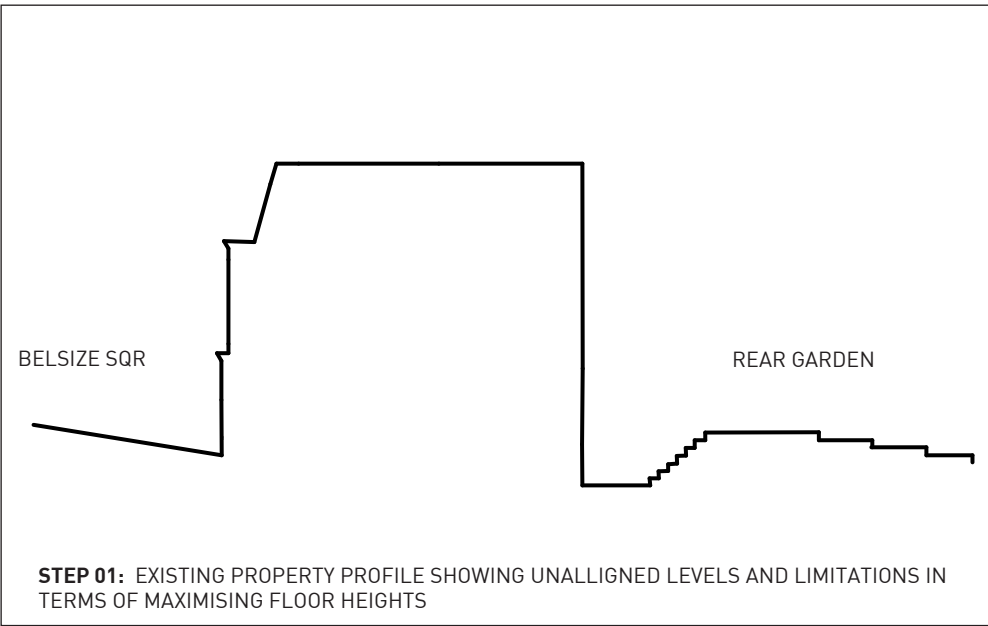 BELSIZE SQR
REAR GARDEN
STEP 01: EXISTING PROPERTY PROFILE SHOWING UNALLIGNED LEVELS AND LIMITATIONS IN
TERMS OF MAXIMISING FLOOR HEIGHTS